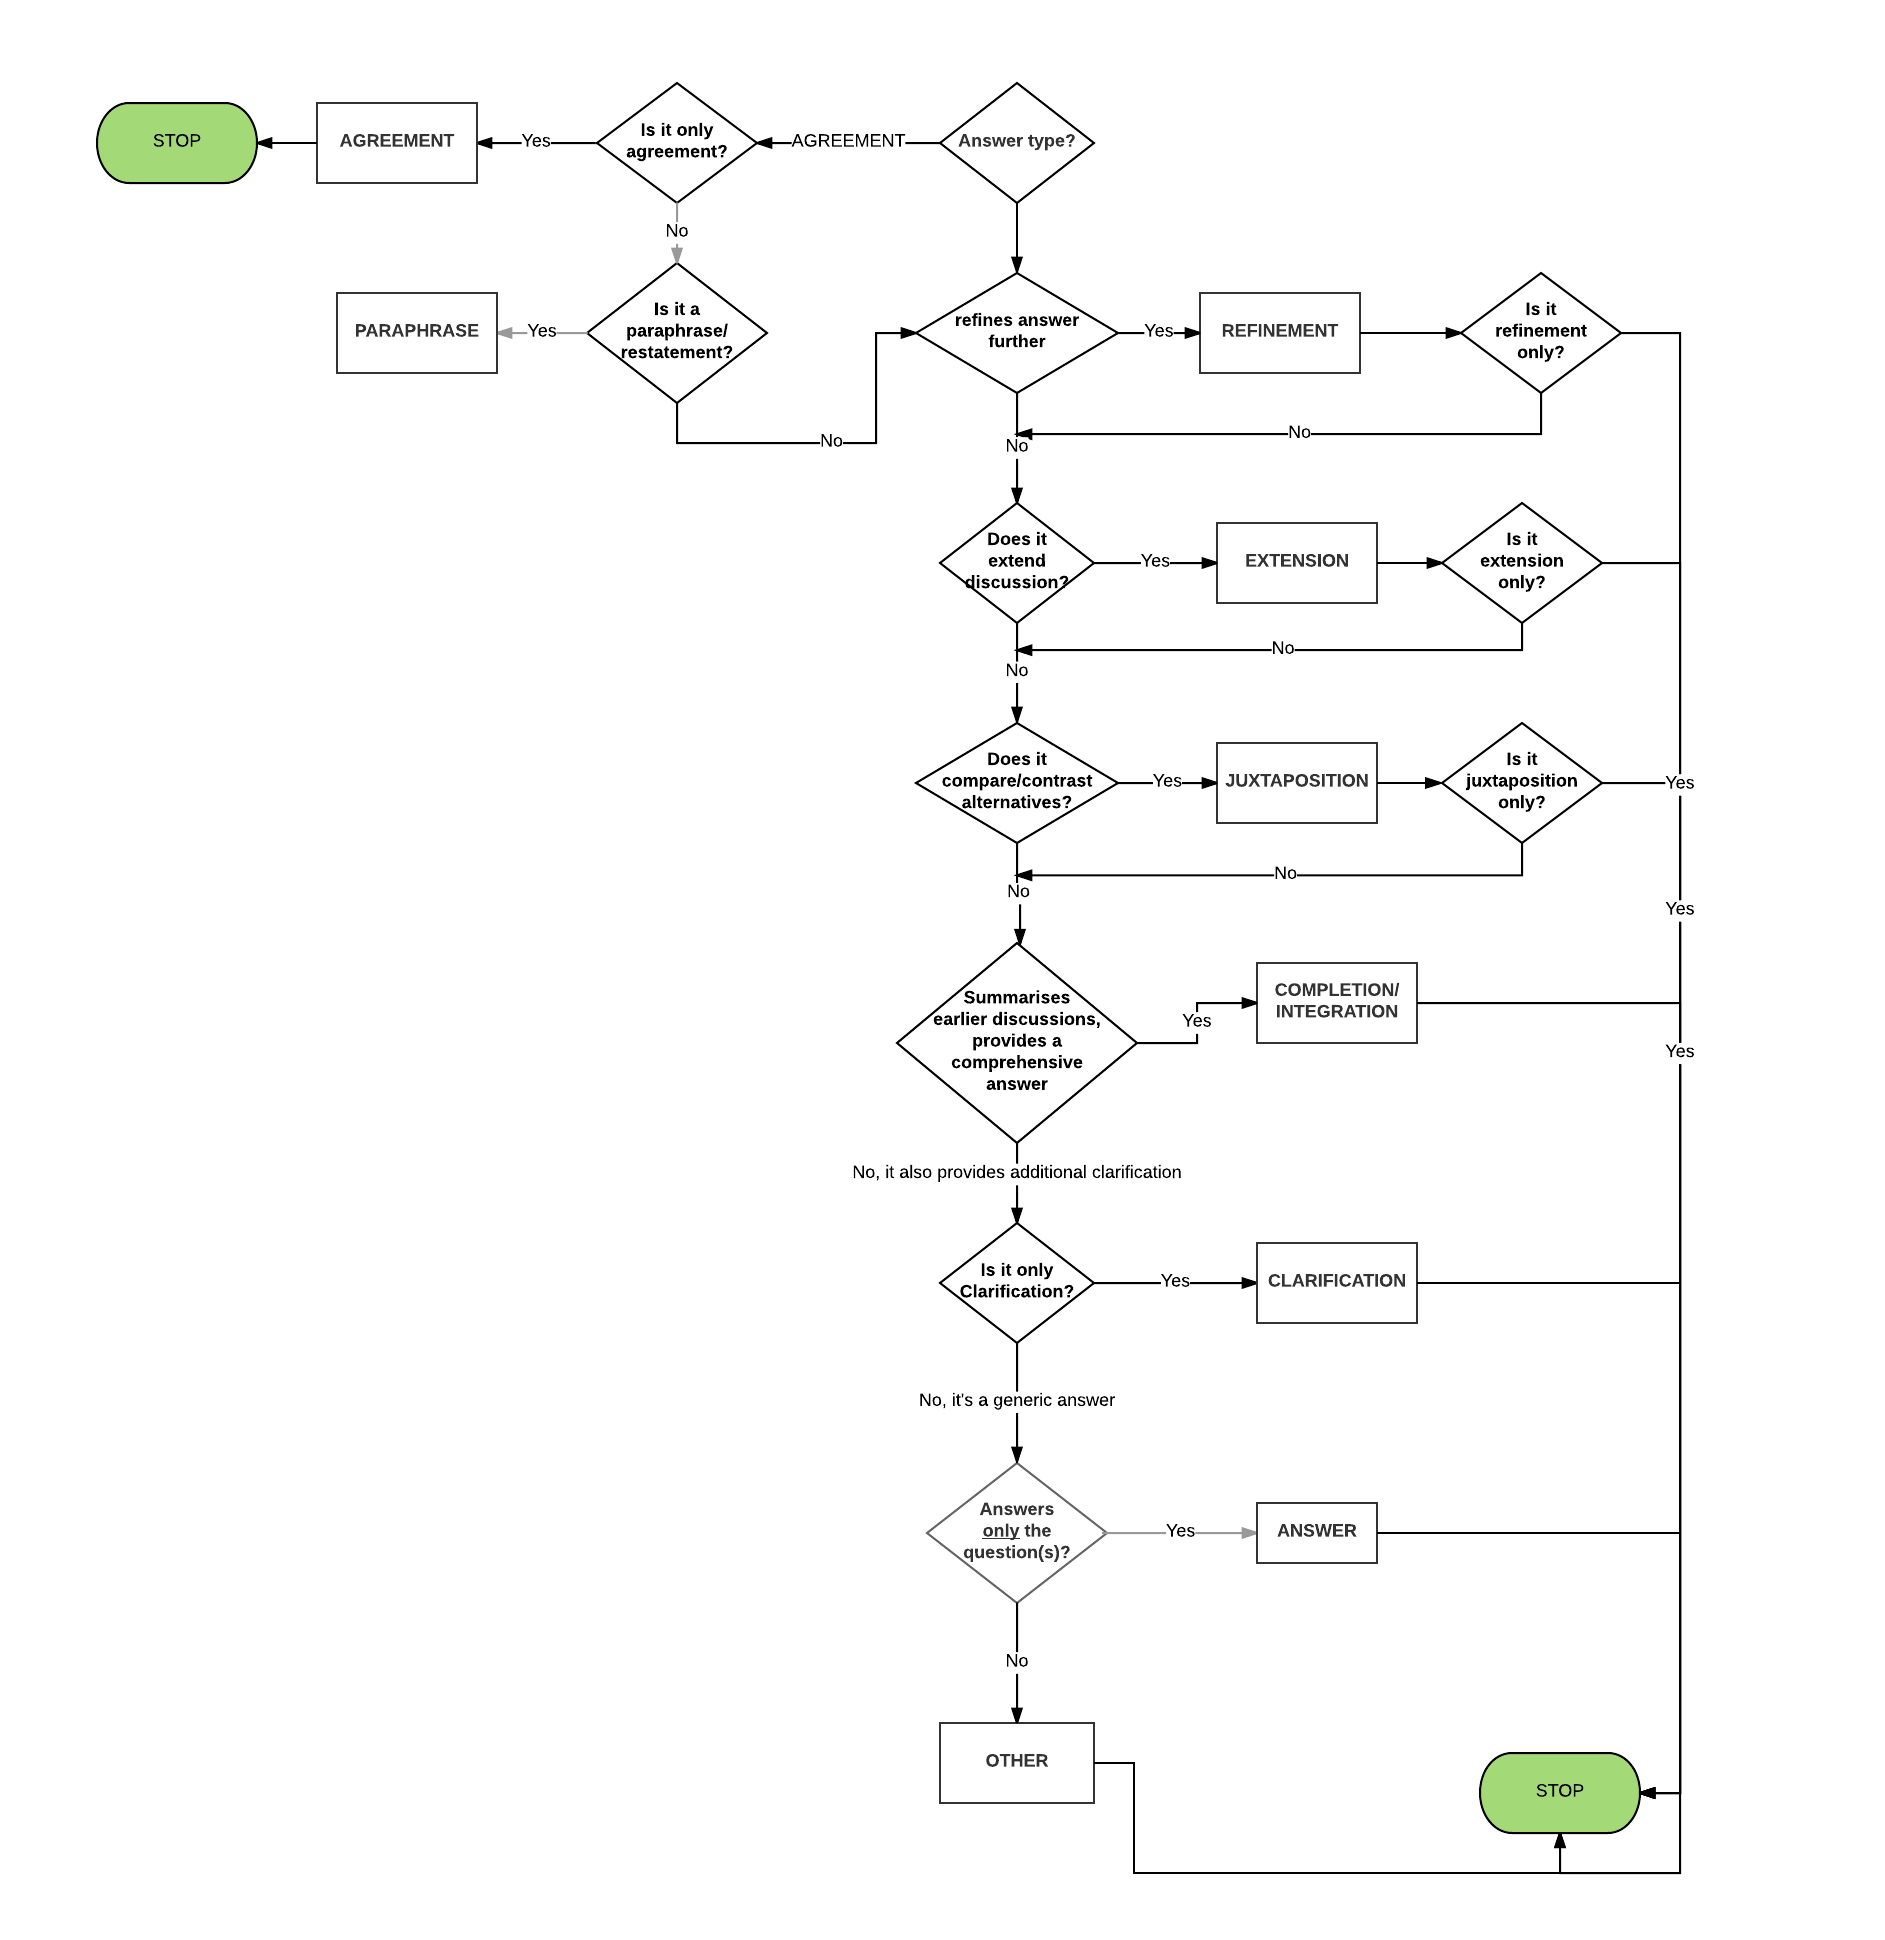 STOP
AGREEMENT
Yes
Is it only
agreement?
AGREEMENT
Answer type?
No
PARAPHRASE
Yes
Is it a
paraphrase/
restatement?
No
refines answer
further
Yes
REFINEMENT
Is it
refinement
only?
No
No
Does it
extend
discussion?
Yes
EXTENSION
Is it
extension
only?
No
No
Does it
compare/contrast
alternatives?
Yes
JUXTAPOSITION
Is it
juxtaposition
only?
Yes
No
No
Yes
Summarises
earlier discussions,
provides a
comprehensive
answer
Yes
COMPLETION/
INTEGRATION
Yes
No, it also provides additional clarification
Is it only
Clarification?
Yes
CLARIFICATION
No, it's a generic answer
Answers
only the
question(s)?
Yes
ANSWER
No
OTHER
STOP